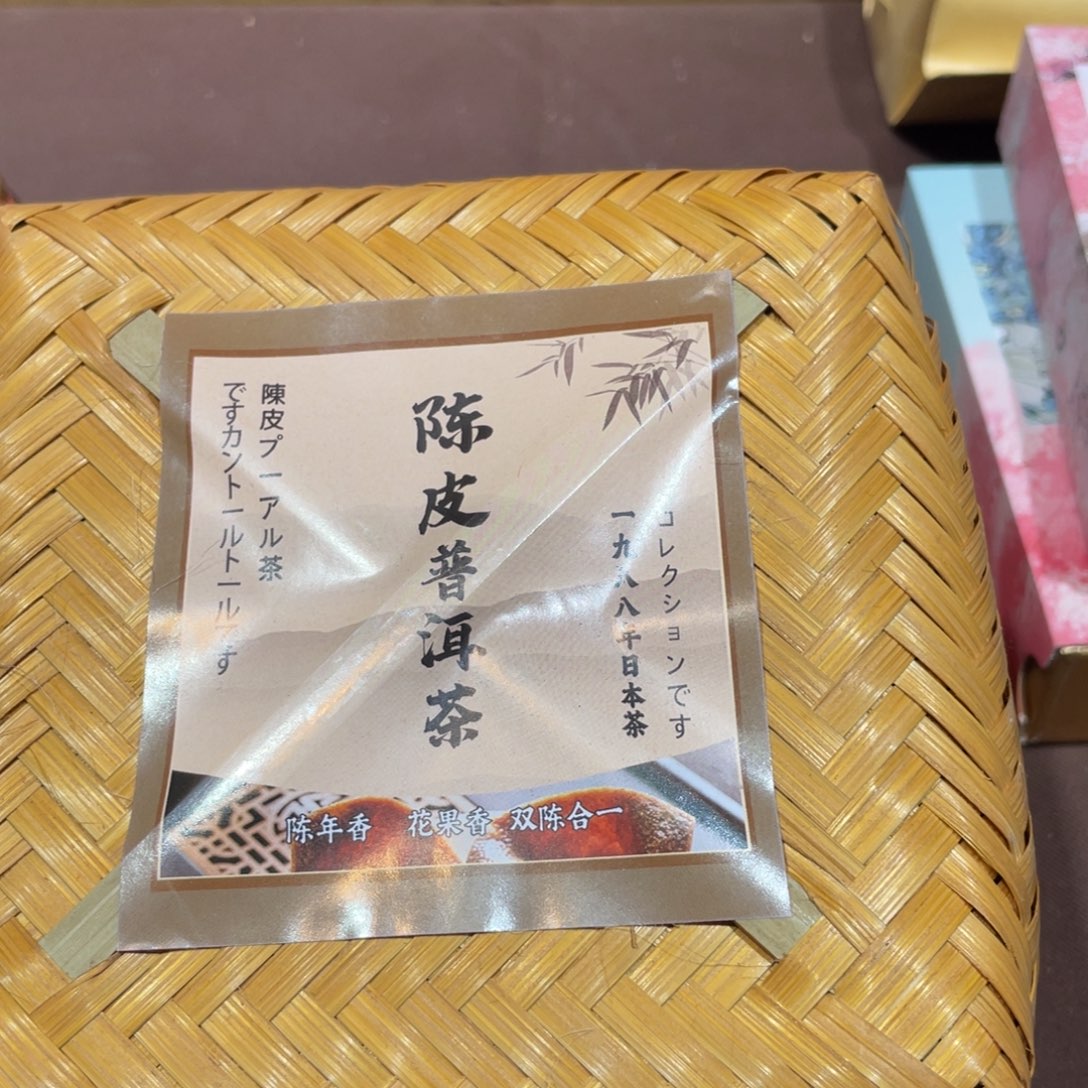 陈皮普洱茶
コレクションです
一九八八年日本茶
陳皮プーアル茶
ですカントールトールです
陈年香 花果香 双陈合一